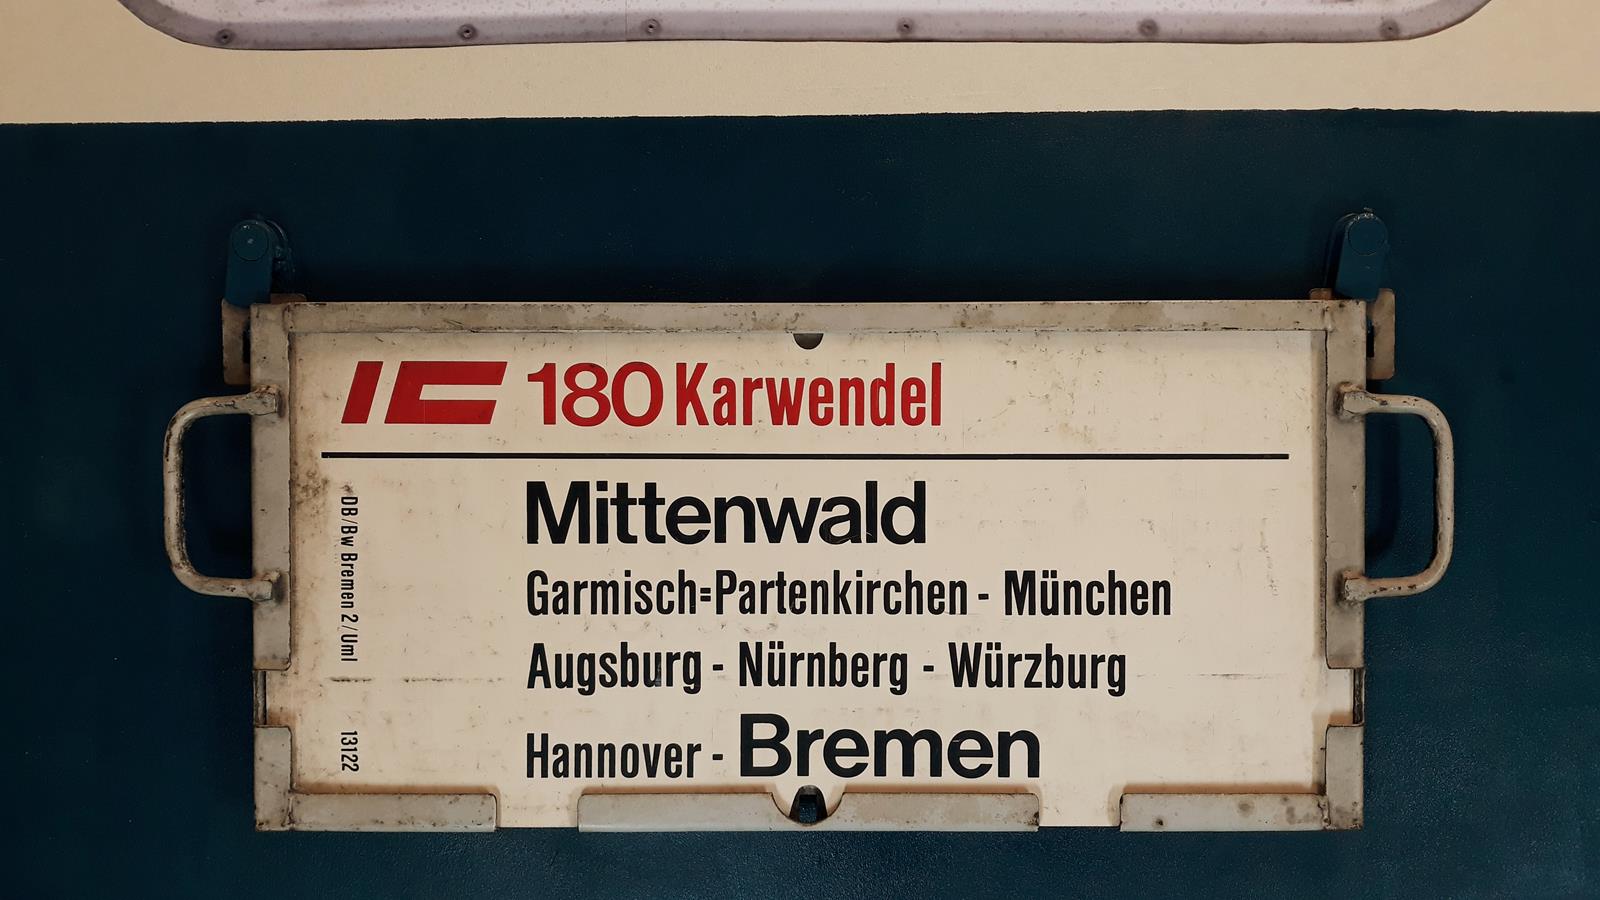 IC 180 Karwendel
Mittenwald
Garmisch=Partenkirchen - München
Augsburg - Nürnberg - Würzburg
Hannover - Bremen
DB/Bw Bremen 2/Uml 13122